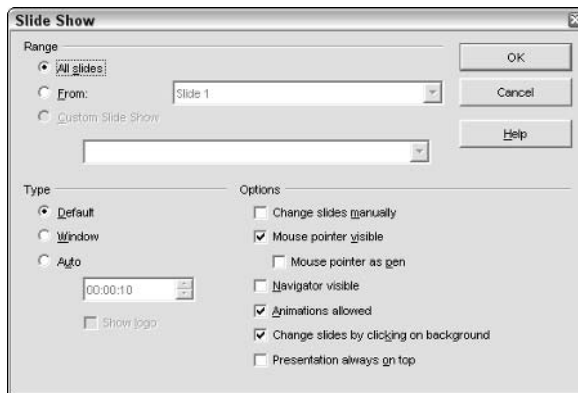 Slide Show
Range
All slides
From:
Slide 1
Custom Slide Show
OK
Cancel
Help
Type
Default
Window
Auto
00:00:10
Show logo
Options
Change slides manually
Mouse pointer visible
Mouse pointer as pen
Navigator visible
Animations allowed
Change slides by clicking on background
Presentation always on top